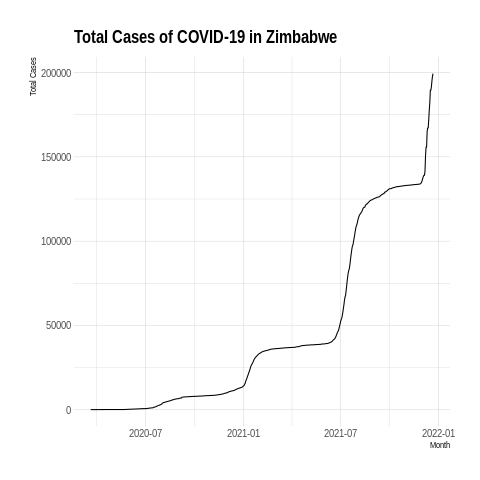 Total Cases of COVID-19 in Zimbabwe
Total Cases
200000
150000
100000
50000
0
2020-07 2021-01 2021-07 2022-01
Month